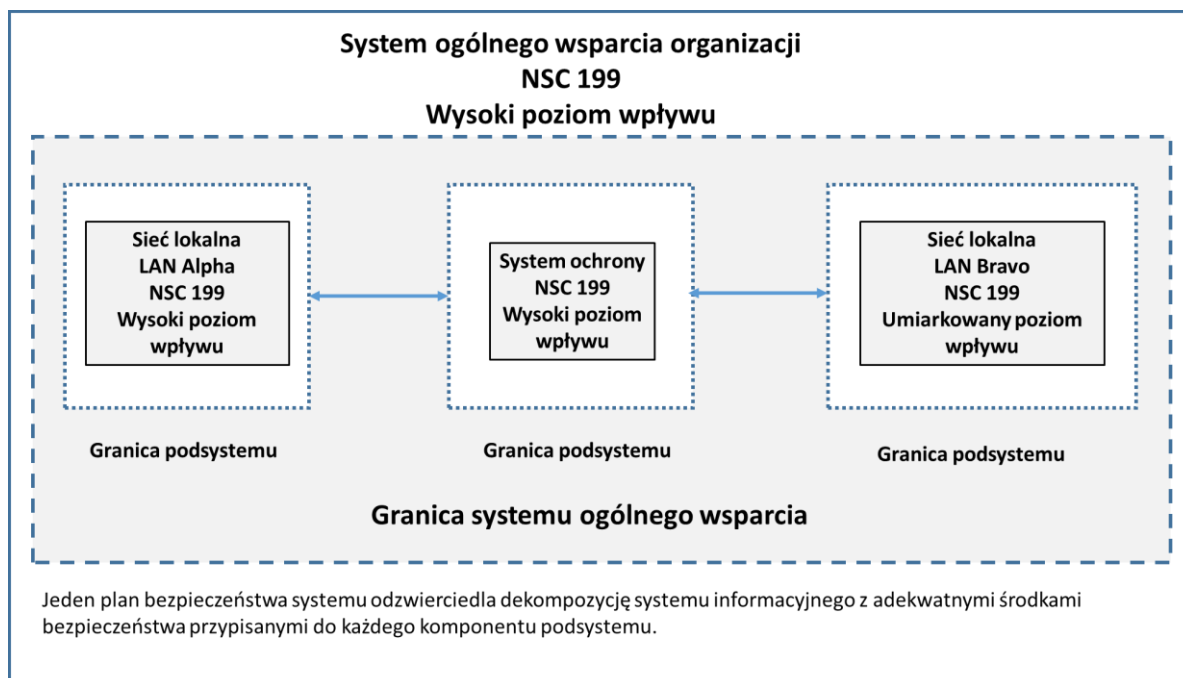 System ogólnego wsparcia organizacji
NSC 199
Wysoki poziom wpływu
Sieć lokalna
LAN Alpha
NSC 199
Wysoki poziom
wpływu
System ochrony
NSC 199
Wysoki poziom
wpływu
Sieć lokalna
LAN Bravo
NSC 199
Umiarkowany poziom
wpływu
Granica podsystemu
Granica podsystemu
Granica podsystemu
Granica systemu ogólnego wsparcia
Jeden plan bezpieczeństwa systemu odzwierciedla dekompozycję systemu informacyjnego z adekwatnymi środkami
bezpieczeństwa przypisanymi do każdego komponentu podsystemu.